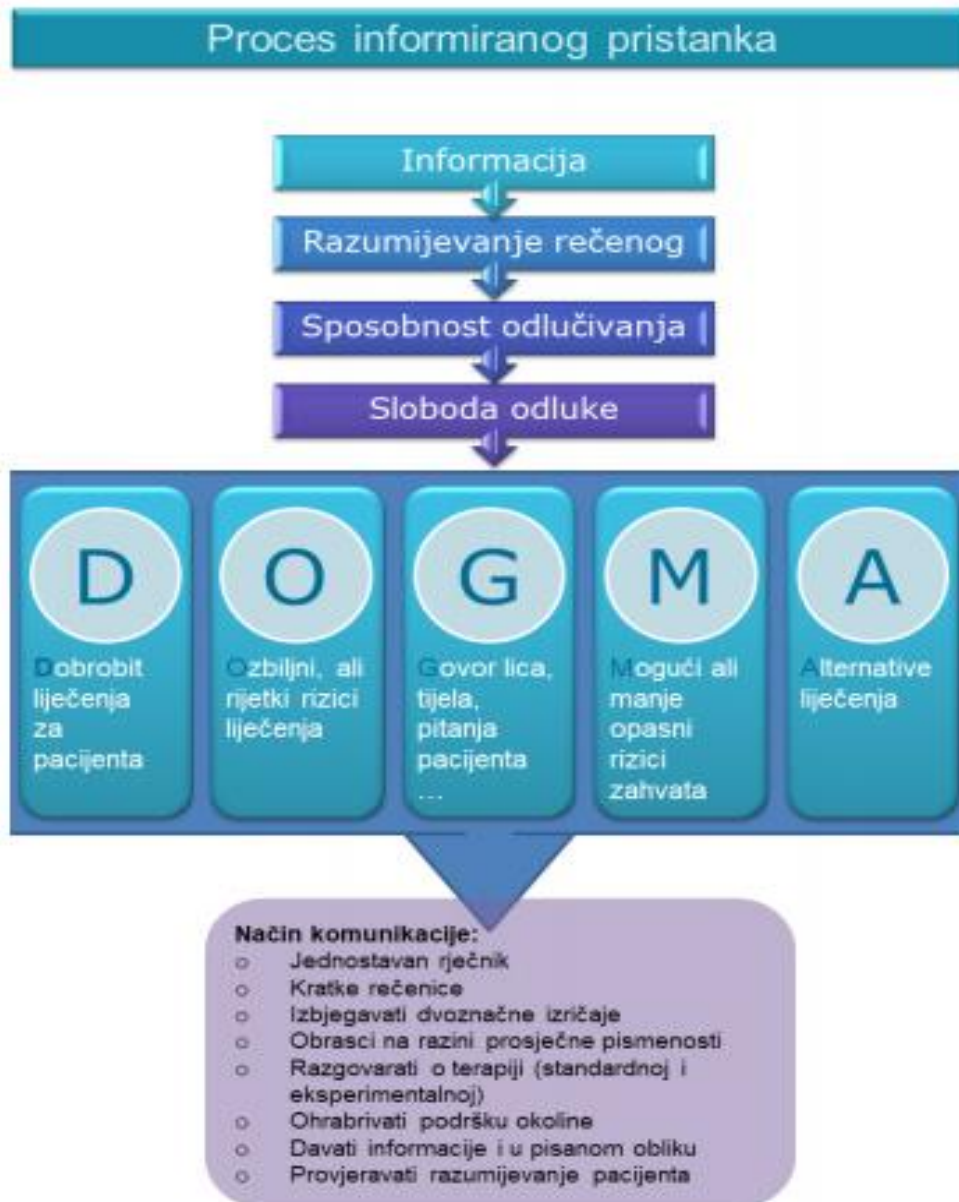 Proces informiranog pristanka
Informacija
Razumijevanje rečenog
Sposobnost odlučivanja
Sloboda odluke
D
Dobrobit
liječenja
za
pacijenta
O
Ozbiljni, ali
rijetki rizici
liječenja
G
Govor lica,
tijela,
pitanja
pacijenta
...
M
Mogući ali
manje
opasni
rizici
zahvata
A
Alternative
liječenja
Način komunikacije:
o Jednostavan rječnik
o Kratke rečenice
o Izbjegavati dvoznačne izričaje
o Obrasci na razini prosječne pismenosti
o Razgovarati o terapiji (standardnoj i
eksperimentalnoj)
o Ohrabrivati podršku okoline
o Davati informacije i u pisanom obliku
o Provjeravati razumijevanje pacijenta